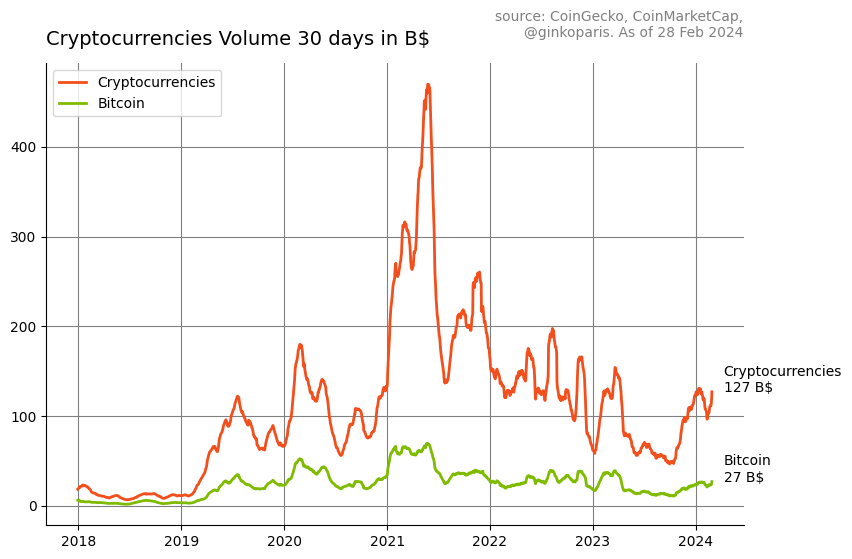 source: CoinGecko, CoinMarketCap,
@ginkoparis. As of 28 Feb 2024
Cryptocurrencies Volume 30 days in B$
Cryptocurrencies
Bitcoin
400
300
200
100
0
Cryptocurrencies
127 B$
Bitcoin
27 B$
2018
2019
2020
2021
2022
2023
2024